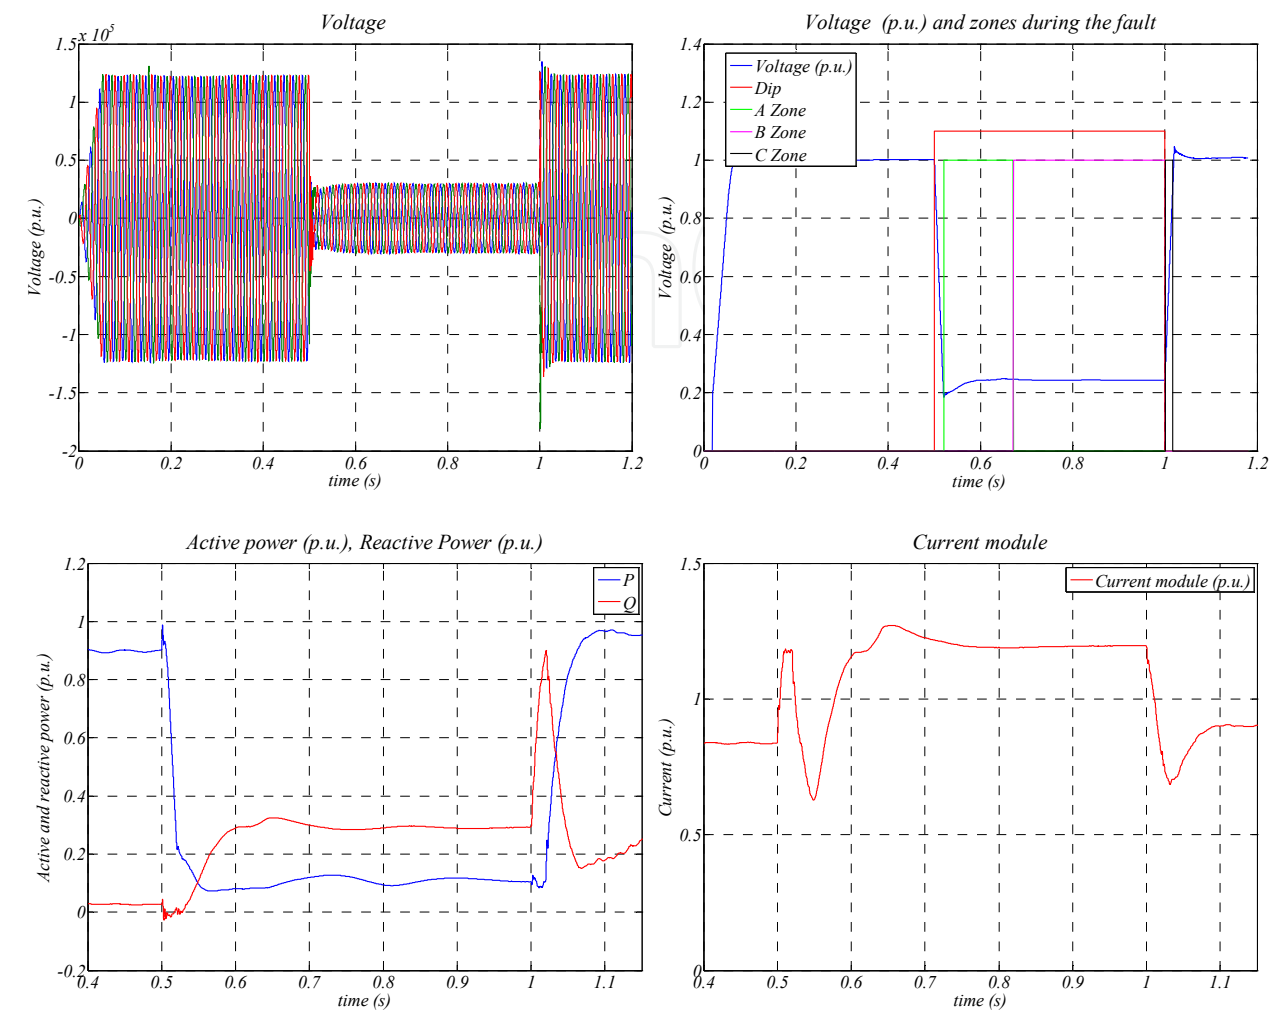 Voltage
x 10^5
1.5
1
0.5
0
-0.5
-1
-1.5
-2
0 0.2 0.4 0.6 0.8 1 1.2
Voltage (p.u.)
time (s)
Voltage (p.u.) and zones during the fault
1.4
1.2
1
0.8
0.6
0.4
0.2
0
0 0.2 0.4 0.6 0.8 1 1.2
Voltage (p.u.)
time (s)
Voltage (p.u.)
Dip
A Zone
B Zone
C Zone
Active power (p.u.), Reactive Power (p.u.)
1.2
1
0.8
0.6
0.4
0.2
0
-0.2
0.4 0.5 0.6 0.7 0.8 0.9 1 1.1
Active and reactive power (p.u.)
time (s)
P
Q
Current module
1.5
1
0.5
0
0.4 0.5 0.6 0.7 0.8 0.9 1 1.1
Current (p.u.)
time (s)
Current module (p.u.)